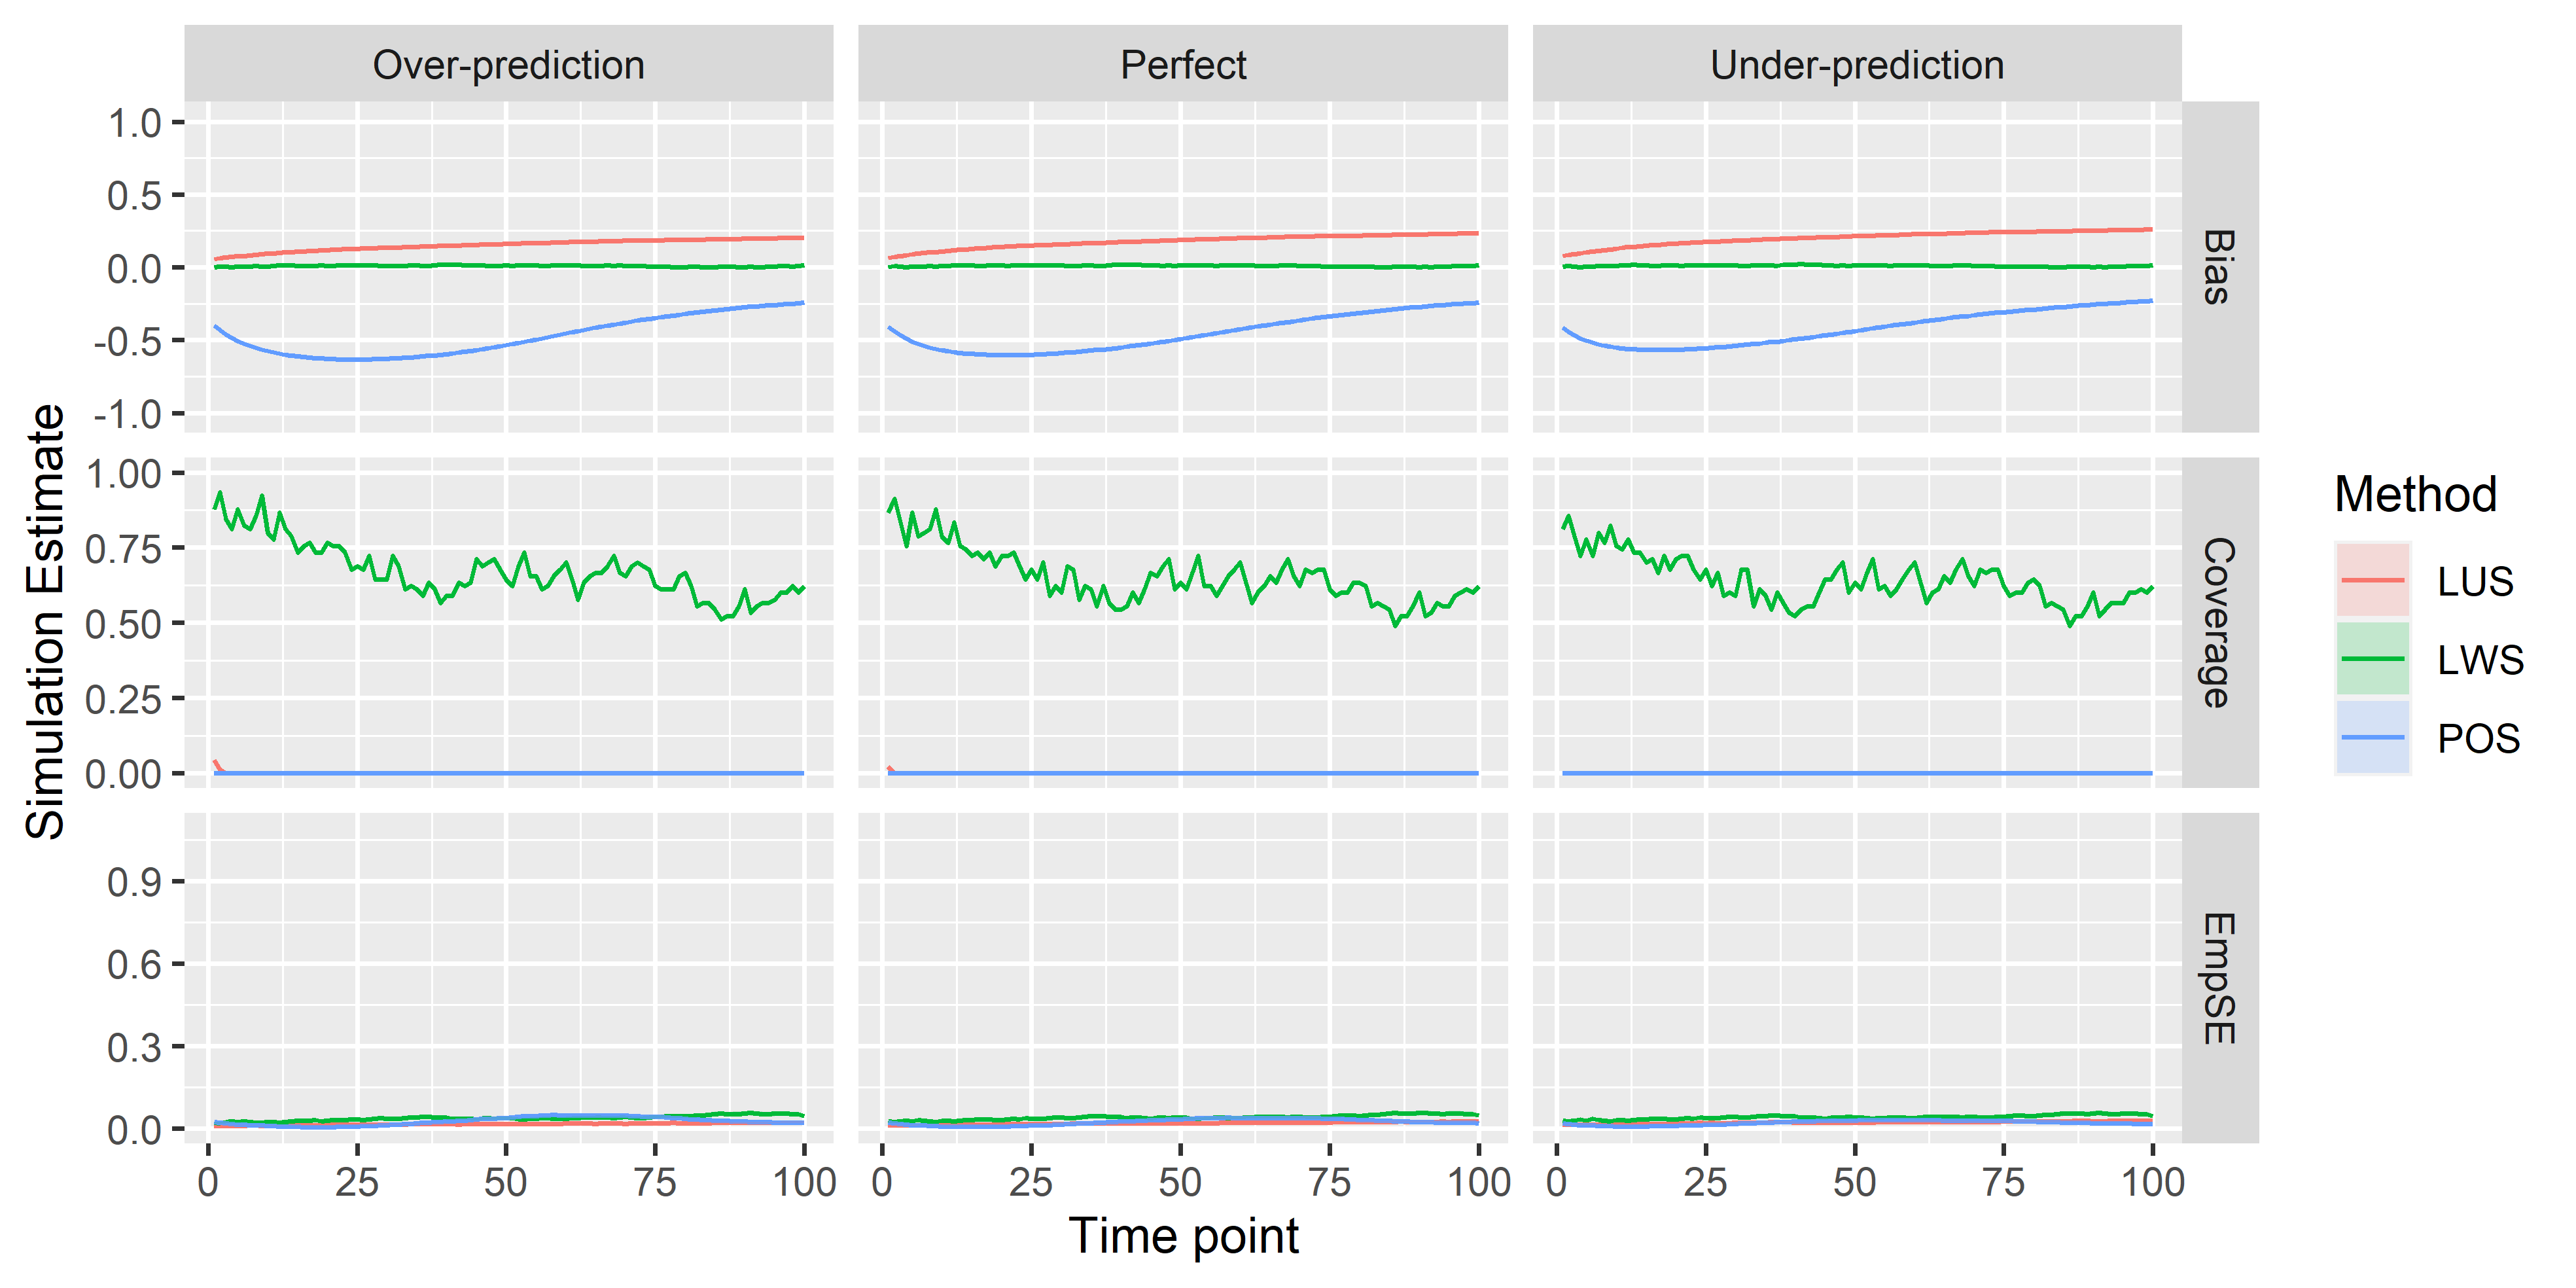 Over-prediction
Perfect
Under-prediction
1.0
0.5
0.0
-0.5
-1.0
Bias
1.00
0.75
0.50
0.25
0.00
Coverage
0.9
0.6
0.3
0.0
EmpSE
0 25 50 75 100
0 25 50 75 100
0 25 50 75 100
Time point
Simulation Estimate
Method
LUS
LWS
POS